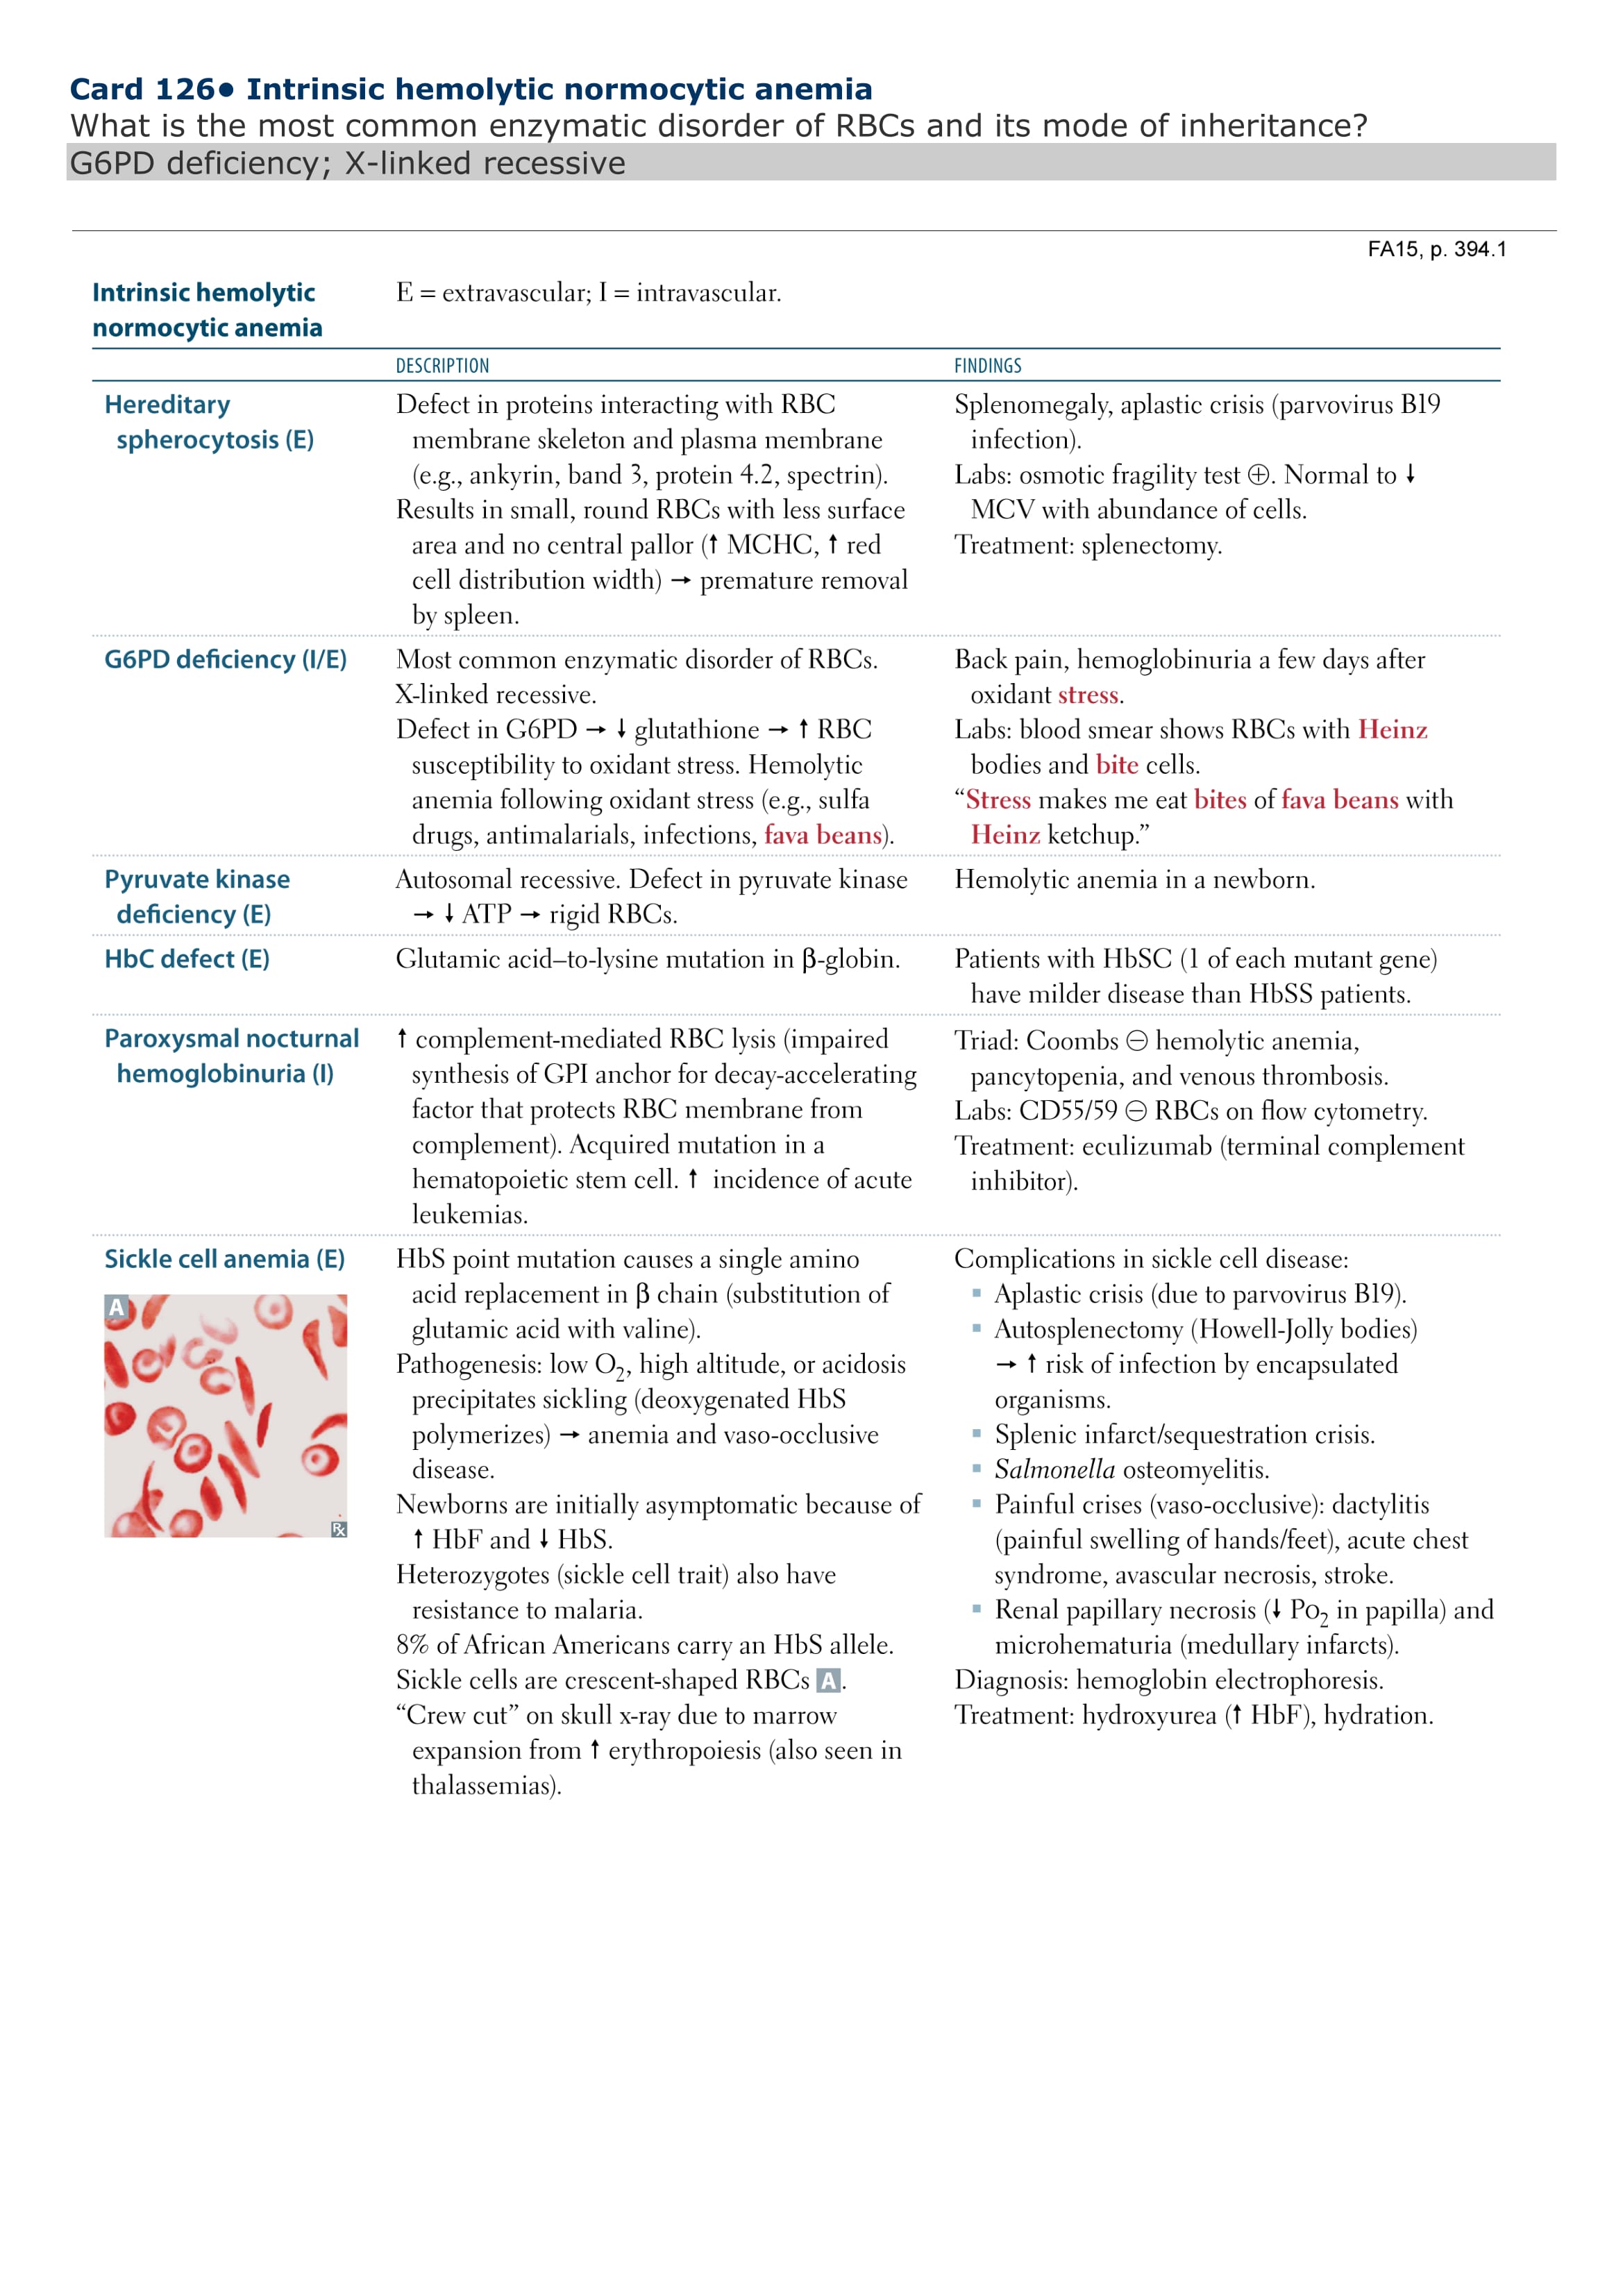 Card 126● Intrinsic hemolytic normocytic anemia
What is the most common enzymatic disorder of RBCs and its mode of inheritance?
G6PD deficiency; X-linked recessive
FA15, p. 394.1
Intrinsic hemolytic
normocytic anemia
E = extravascular; I = intravascular.
DESCRIPTION
FINDINGS
Hereditary
spherocytosis (E)
Defect in proteins interacting with RBC
membrane skeleton and plasma membrane
(e.g., ankyrin, band 3, protein 4.2, spectrin).
Results in small, round RBCs with less surface
area and no central pallor (↑ MCHC, ↑ red
cell distribution width) → premature removal
by spleen.
Splenomegaly, aplastic crisis (parvovirus B19
infection).
Labs: osmotic fragility test ⊕. Normal to ↓
MCV with abundance of cells.
Treatment: splenectomy.
G6PD deficiency (I/E)
Most common enzymatic disorder of RBCs.
X-linked recessive.
Defect in G6PD → ↓ glutathione → ↑ RBC
susceptibility to oxidant stress. Hemolytic
anemia following oxidant stress (e.g., sulfa
drugs, antimalarials, infections, fava beans).
Back pain, hemoglobinuria a few days after
oxidant stress.
Labs: blood smear shows RBCs with Heinz
bodies and bite cells.
“Stress makes me eat bites of fava beans with
Heinz ketchup.”
Pyruvate kinase
deficiency (E)
Autosomal recessive. Defect in pyruvate kinase
→ ↓ ATP → rigid RBCs.
Hemolytic anemia in a newborn.
HbC defect (E)
Glutamic acid–to-lysine mutation in β-globin.
Patients with HbSC (1 of each mutant gene)
have milder disease than HbSS patients.
Paroxysmal nocturnal
hemoglobinuria (I)
↑ complement-mediated RBC lysis (impaired
synthesis of GPI anchor for decay-accelerating
factor that protects RBC membrane from
complement). Acquired mutation in a
hematopoietic stem cell. ↑ incidence of acute
leukemias.
Triad: Coombs ⊖ hemolytic anemia,
pancytopenia, and venous thrombosis.
Labs: CD55/59 ⊖ RBCs on flow cytometry.
Treatment: eculizumab (terminal complement
inhibitor).
Sickle cell anemia (E)
A
℞
HbS point mutation causes a single amino
acid replacement in β chain (substitution of
glutamic acid with valine).
Pathogenesis: low O₂, high altitude, or acidosis
precipitates sickling (deoxygenated HbS
polymerizes) → anemia and vaso-occlusive
disease.
Newborns are initially asymptomatic because of
↑ HbF and ↓ HbS.
Heterozygotes (sickle cell trait) also have
resistance to malaria.
8% of African Americans carry an HbS allele.
Sickle cells are crescent-shaped RBCs A.
“Crew cut” on skull x-ray due to marrow
expansion from ↑ erythropoiesis (also seen in
thalassemias).
Complications in sickle cell disease:
▪ Aplastic crisis (due to parvovirus B19).
▪ Autosplenectomy (Howell-Jolly bodies)
→ ↑ risk of infection by encapsulated
organisms.
▪ Splenic infarct/sequestration crisis.
▪ Salmonella osteomyelitis.
▪ Painful crises (vaso-occlusive): dactylitis
(painful swelling of hands/feet), acute chest
syndrome, avascular necrosis, stroke.
▪ Renal papillary necrosis (↓ PO₂ in papilla) and
microhematuria (medullary infarcts).
Diagnosis: hemoglobin electrophoresis.
Treatment: hydroxyurea (↑ HbF), hydration.